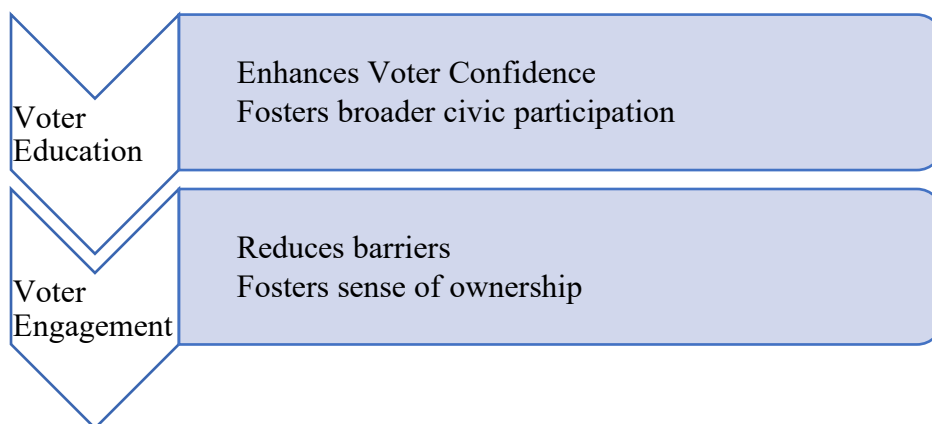 Voter
Education
Enhances Voter Confidence
Fosters broader civic participation
Voter
Engagement
Reduces barriers
Fosters sense of ownership